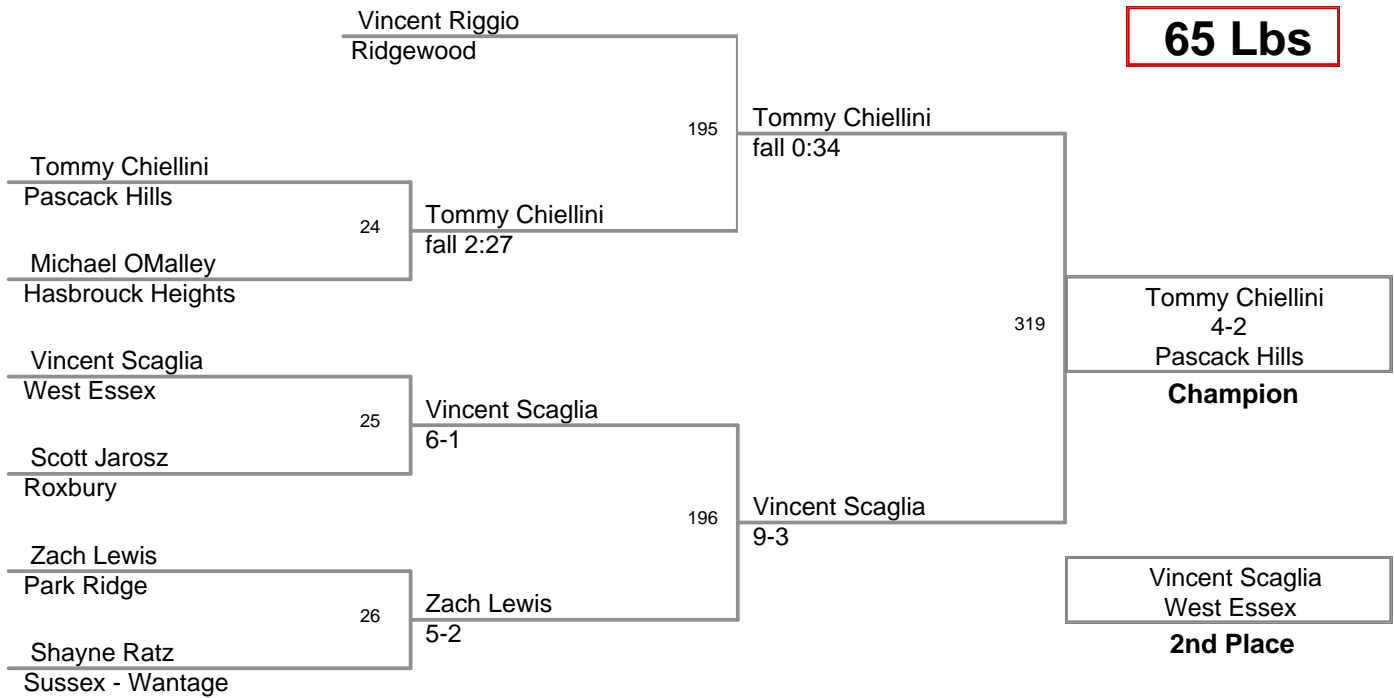 Vincent Riggio
Ridgewood
65 Lbs
195
Tommy Chiellini
fall 0:34
Tommy Chiellini
Pascack Hills
24
Tommy Chiellini
fall 2:27
Michael OMalley
Hasbrouck Heights
319
Tommy Chiellini
4-2
Pascack Hills
Champion
Vincent Scaglia
West Essex
25
Vincent Scaglia
6-1
Scott Jarosz
Roxbury
196
Vincent Scaglia
9-3
Zach Lewis
Park Ridge
26
Zach Lewis
5-2
Shayne Ratz
Sussex - Wantage
Vincent Scaglia
West Essex
2nd Place